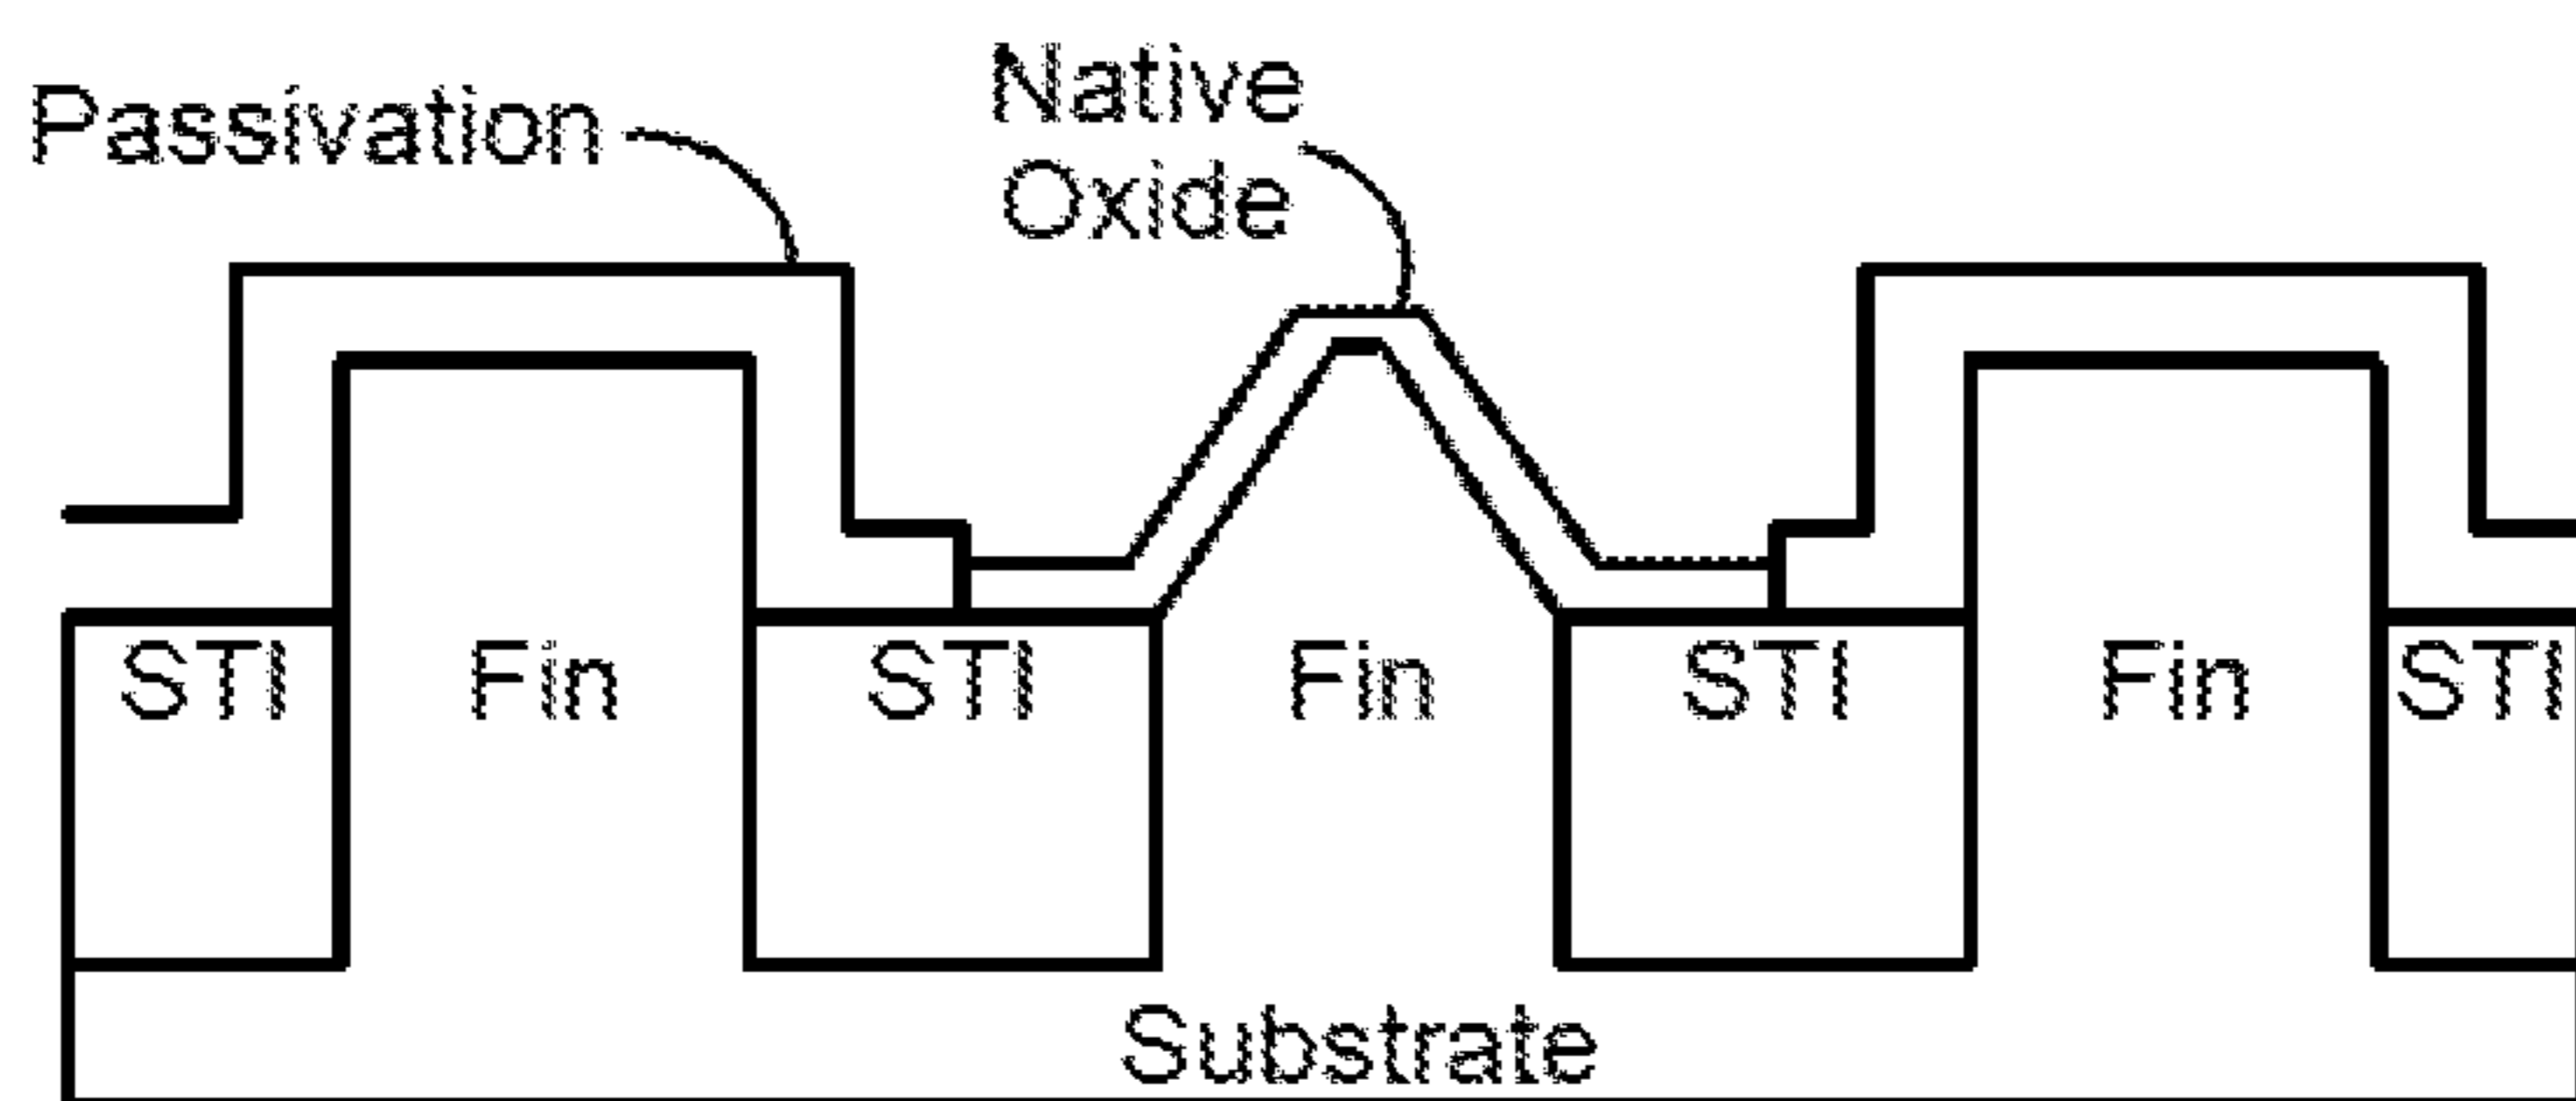 Passivation
Native
Oxide
STI
Fin
STI
Fin
STI
Fin
STI
Substrate